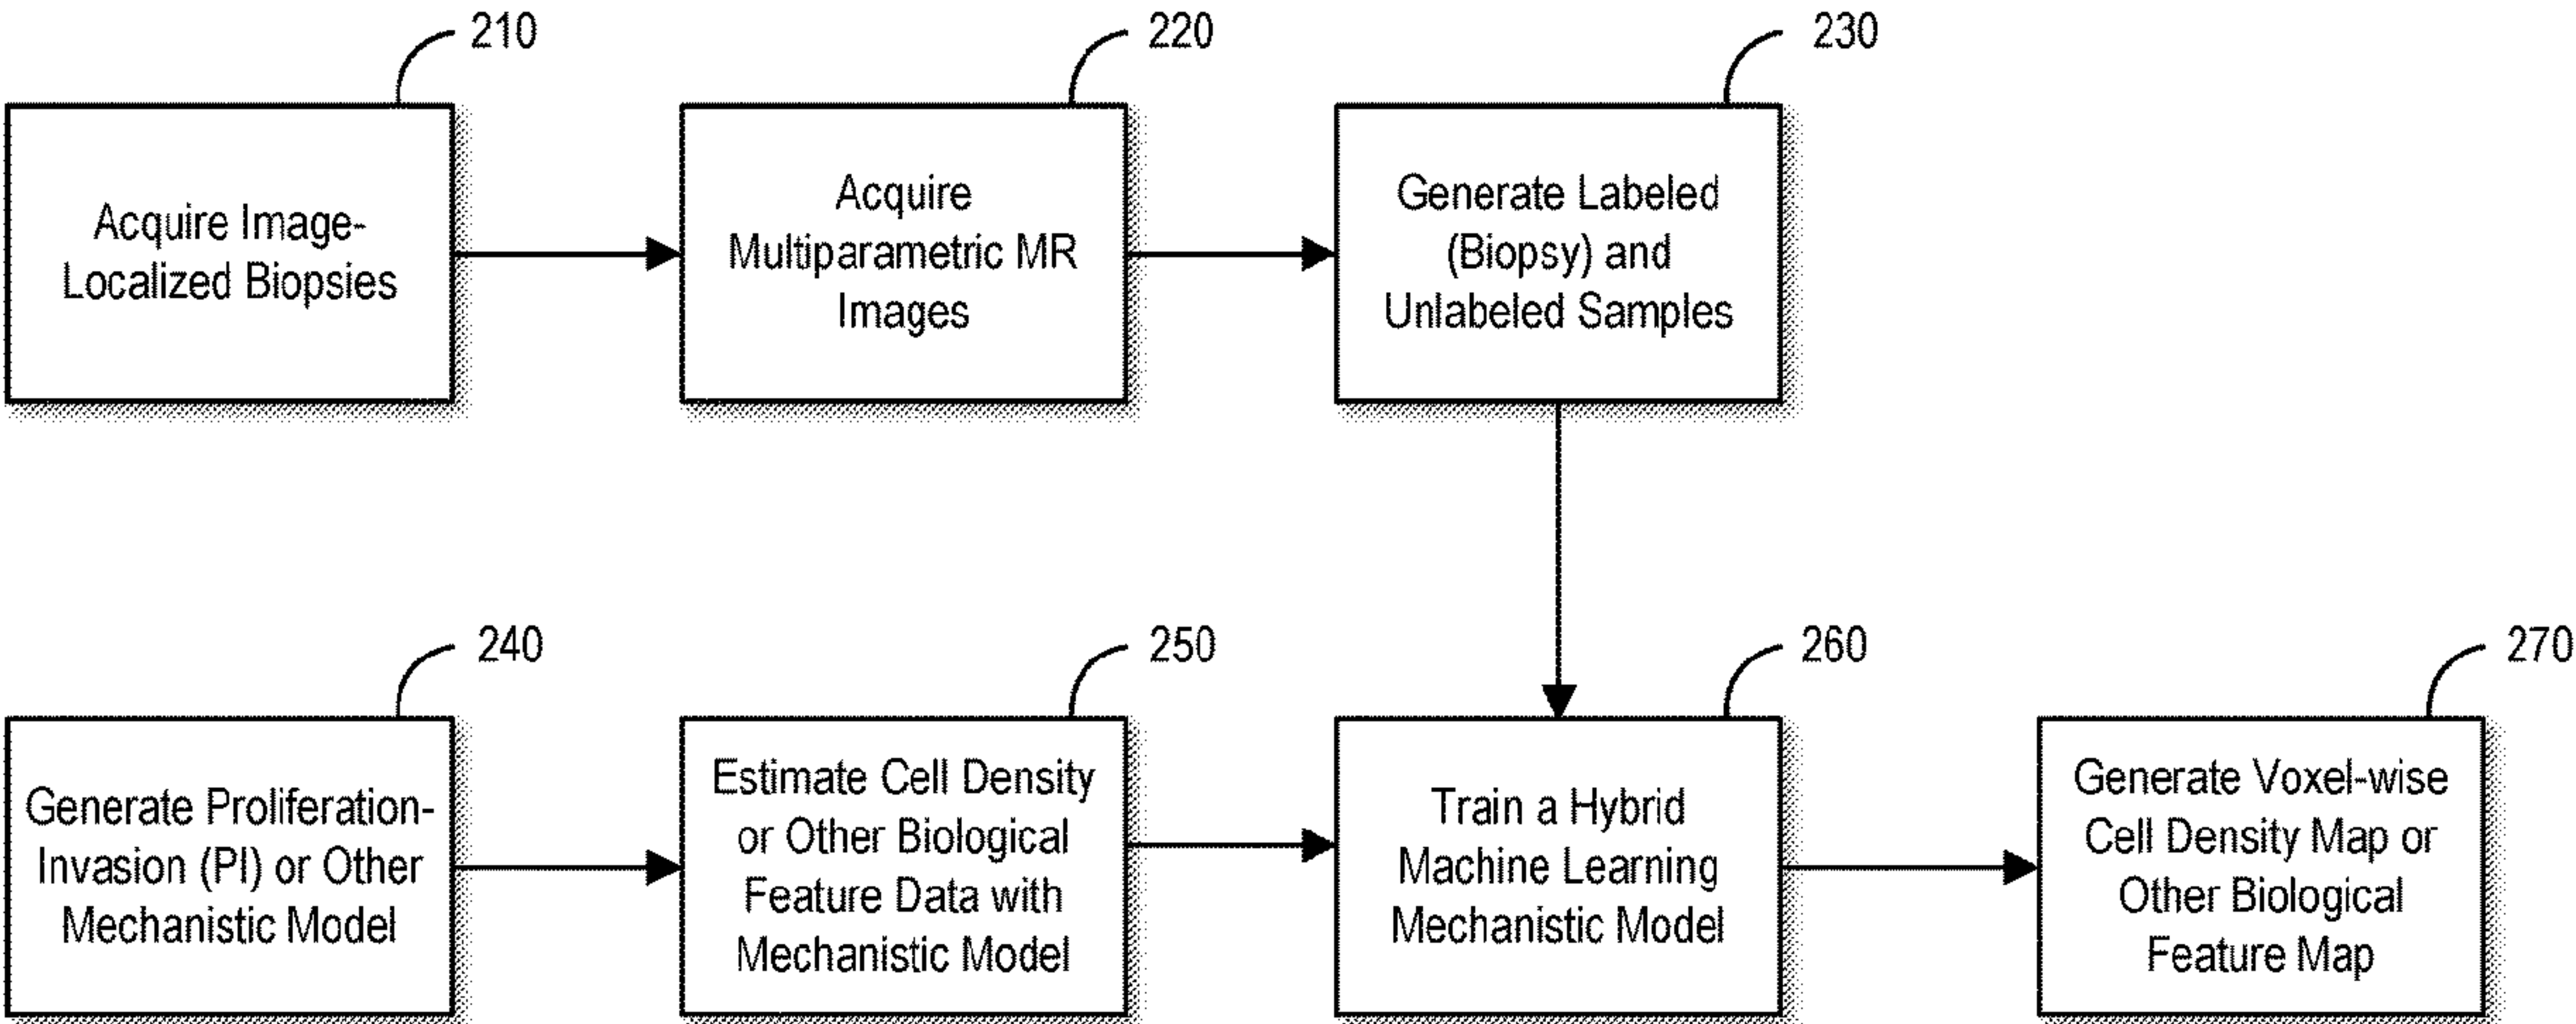 210
220
230
Acquire Image-
Localized Biopsies
Acquire
Multiparametric MR
Images
Generate Labeled
(Biopsy) and
Unlabeled Samples
240
250
260
270
Generate Proliferation-
Invasion (PI) or Other
Mechanistic Model
Estimate Cell Density
or Other Biological
Feature Data with
Mechanistic Model
Train a Hybrid
Machine Learning
Mechanistic Model
Generate Voxel-wise
Cell Density Map or
Other Biological
Feature Map